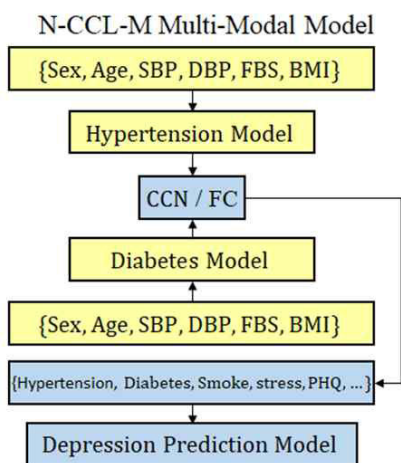 N-CCL-M Multi-Modal Model
{Sex, Age, SBP, DBP, FBS, BMI}
Hypertension Model
CCN / FC
Diabetes Model
{Sex, Age, SBP, DBP, FBS, BMI}
{Hypertension, Diabetes, Smoke, stress, PHQ, ...}
Depression Prediction Model